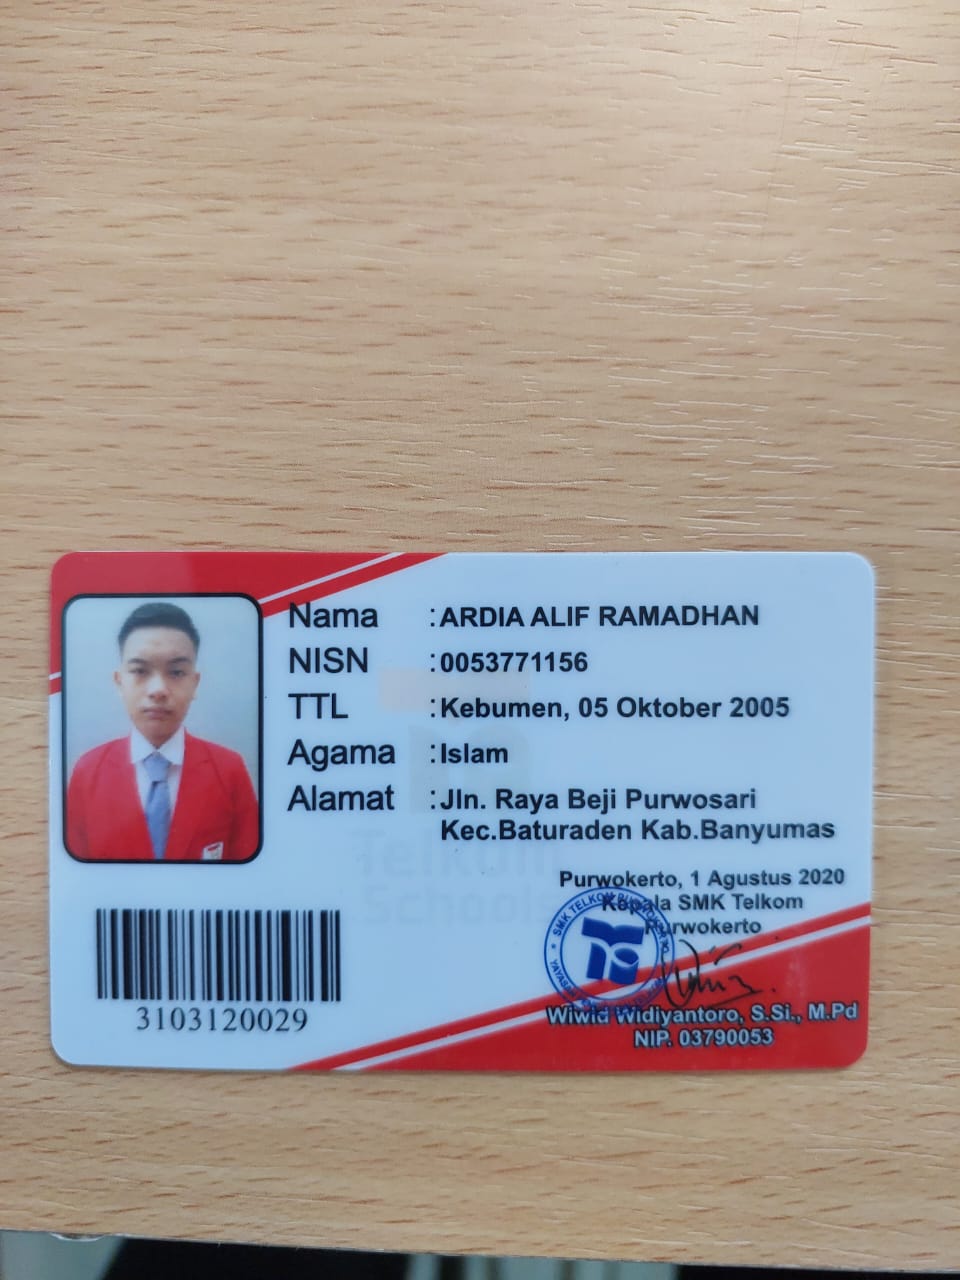 Nama : ARDIA ALIF RAMADHAN
NISN : 0053771156
TTL : Kebumen, 05 Oktober 2005
Agama : Islam
Alamat : Jln. Raya Beji Purwosari
Kec.Baturaden Kab.Banyumas
Telkom
Schools
Purwokerto, 1 Agustus 2020
Kepala SMK Telkom
Purwokerto
SMK TELKOM PURWOKERTO
YAYASAN
Wiwid Widiyantoro, S.Si., M.Pd
NIP. 03790053
3103120029